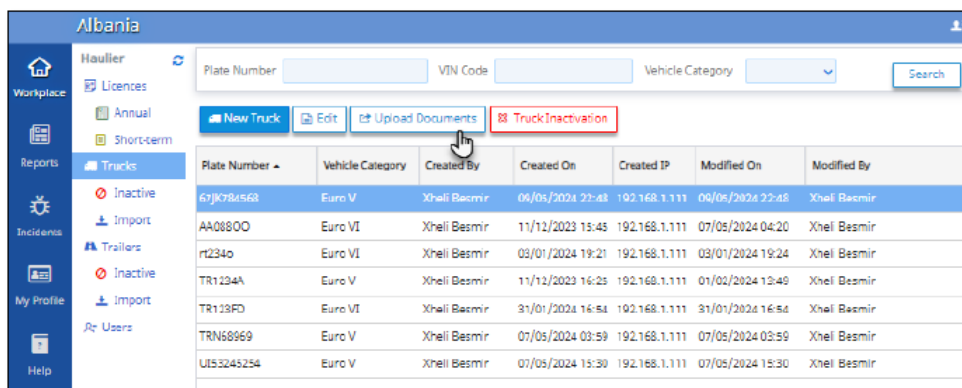 Albania
Workplace
Reports
Incidents
My Profile
Help
Haulier
Licences
Annual
Short-term
Trucks
Inactive
Import
Trailers
Inactive
Import
Users
Plate Number VIN Code Vehicle Category Search
New Truck Edit Upload Documents Truck Inactivation
Plate Number Vehicle Category Created By Created On Created IP Modified On Modified By
67JK784568 Euro V Xheli Besmir 09/05/2024 22:48 192.168.1.111 09/05/2024 22:48 Xheli Besmir
AA088OO Euro VI Xheli Besmir 11/12/2023 15:45 192.168.1.111 07/05/2024 04:20 Xheli Besmir
rt234o Euro VI Xheli Besmir 03/01/2024 19:21 192.168.1.111 03/01/2024 19:24 Xheli Besmir
TR1234A Euro V Xheli Besmir 11/12/2023 16:25 192.168.1.111 01/02/2024 13:49 Xheli Besmir
TR123FD Euro VI Xheli Besmir 31/01/2024 16:54 192.168.1.111 31/01/2024 16:54 Xheli Besmir
TRN58969 Euro V Xheli Besmir 07/05/2024 03:59 192.168.1.111 07/05/2024 03:59 Xheli Besmir
UI53245254 Euro V Xheli Besmir 07/05/2024 15:30 192.168.1.111 07/05/2024 15:30 Xheli Besmir